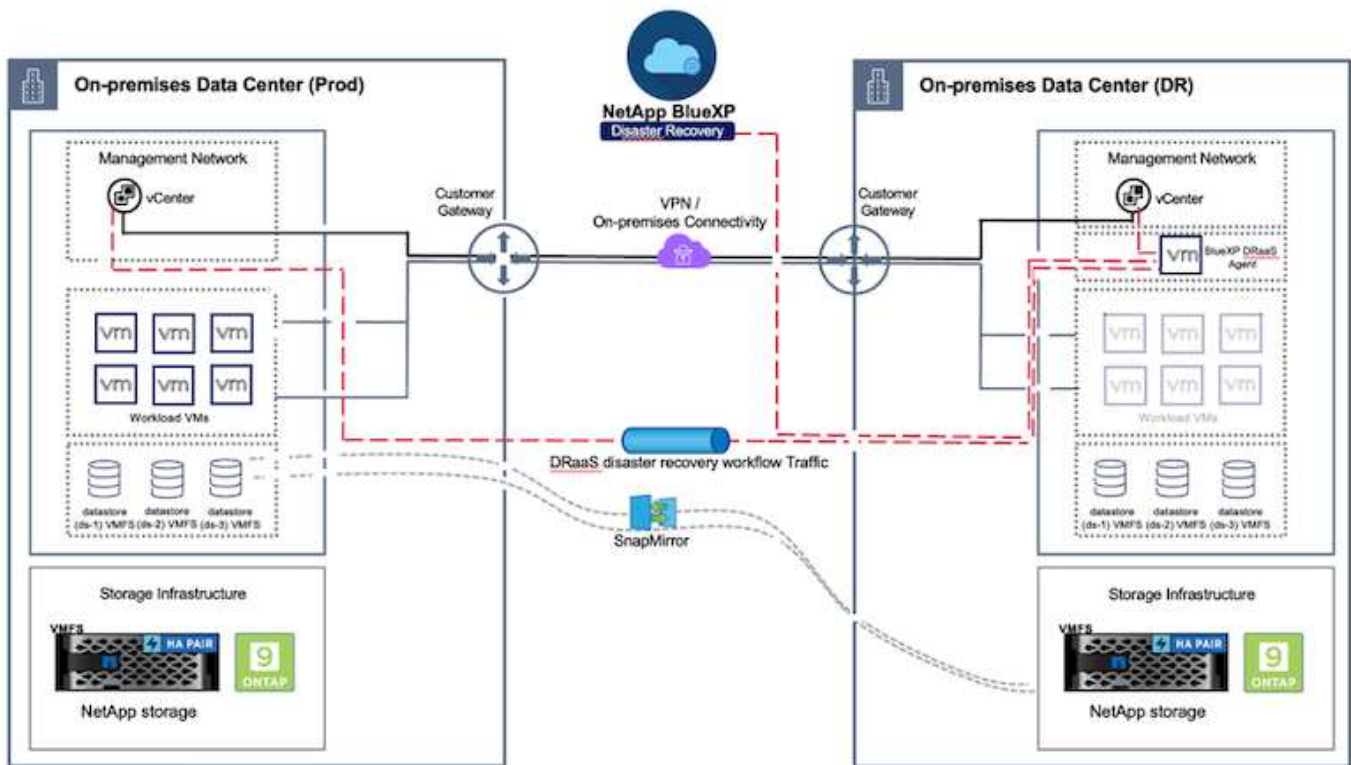 NetApp BlueXP
Disaster Recovery
On-premises Data Center (Prod)
Management Network
vCenter
Customer
Gateway
VPN /
On-premises Connectivity
vm vm vm
vm vm vm
Workload VMs
datastore datastore datastore
(ds-1) VMFS (ds-2) VMFS (ds-3) VMFS
Storage Infrastructure
VMFS
HA PAIR
9
ONTAP
NetApp storage
DRaaS disaster recovery workflow Traffic
SnapMirror
On-premises Data Center (DR)
Customer
Gateway
Management Network
vCenter
vm
BlueXP DRaaS
Agent
vm vm vm
vm vm vm
Workload VMs
datastore datastore datastore
(ds-1) VMFS (ds-2) VMFS (ds-3) VMFS
Storage Infrastructure
VMFS
HA PAIR
9
ONTAP
NetApp storage